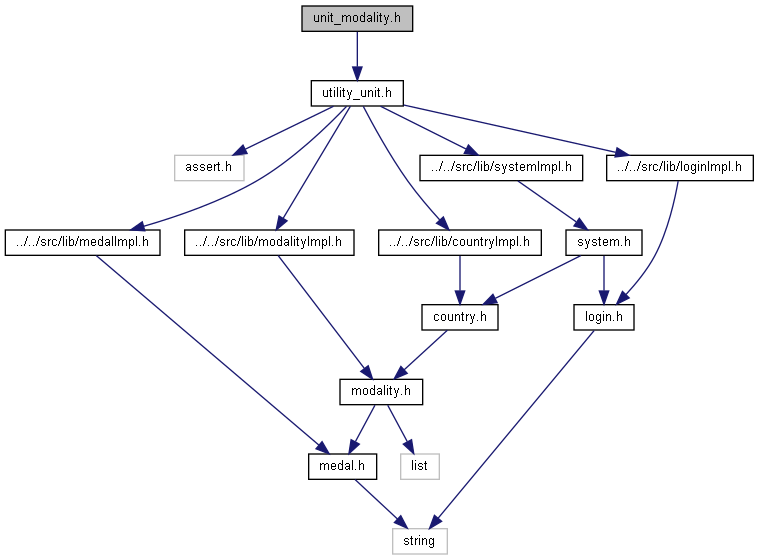 unit_modality.h
utility_unit.h
assert.h
../../src/lib/systemImpl.h
../../src/lib/loginImpl.h
../../src/lib/medalImpl.h
../../src/lib/modalityImpl.h
../../src/lib/countryImpl.h
system.h
country.h
login.h
modality.h
medal.h
list
string